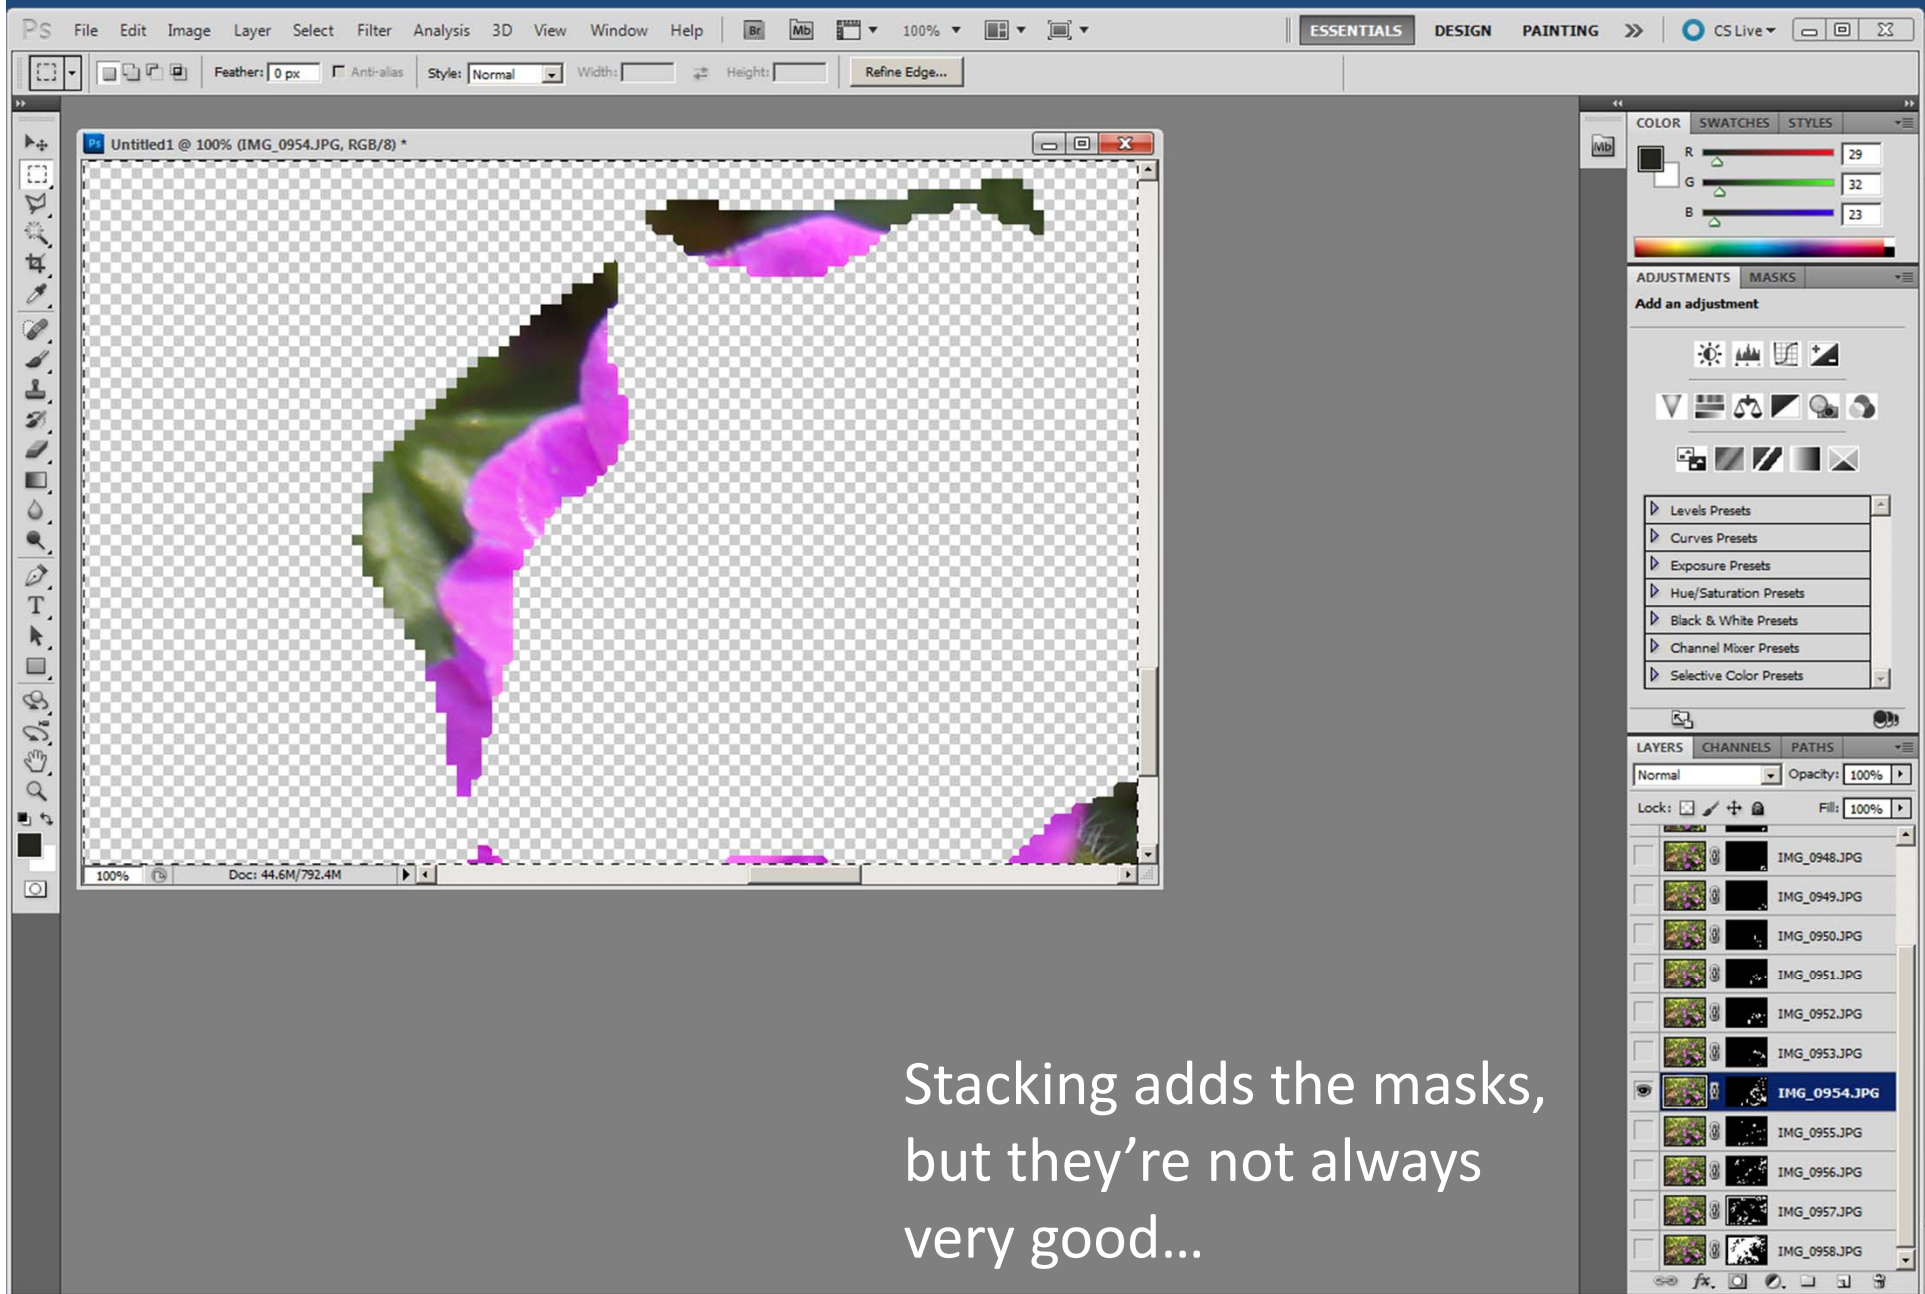 Ps File Edit Image Layer Select Filter Analysis 3D View Window Help Br Mb 100% ESSENTIALS DESIGN PAINTING CS Live
Feather: 0 px Anti-alias Style: Normal Width: Height: Refine Edge...
Ps Untitled1 @ 100% (IMG_0954.JPG, RGB/8) *
100% Doc: 44.6M/792.4M
Mb
COLOR SWATCHES STYLES
R 29
G 32
B 23
ADJUSTMENTS MASKS
Add an adjustment
Levels Presets
Curves Presets
Exposure Presets
Hue/Saturation Presets
Black & White Presets
Channel Mixer Presets
Selective Color Presets
LAYERS CHANNELS PATHS
Normal Opacity: 100%
Lock: Fill: 100%
IMG_0948.JPG
IMG_0949.JPG
IMG_0950.JPG
IMG_0951.JPG
IMG_0952.JPG
IMG_0953.JPG
IMG_0954.JPG
IMG_0955.JPG
IMG_0956.JPG
IMG_0957.JPG
IMG_0958.JPG
Stacking adds the masks,
but they’re not always
very good…